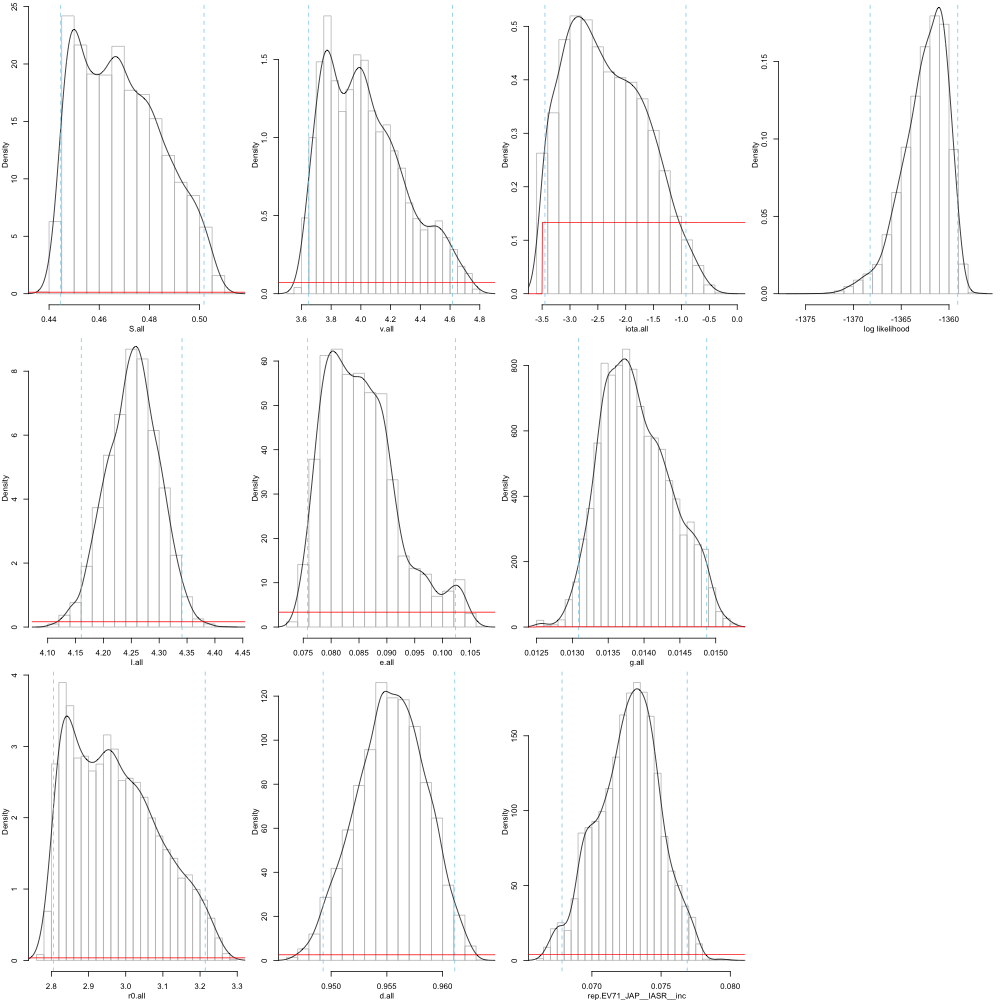 Density
0 5 10 15 20 25
0.44 0.46 0.48 0.50
S.all
Density
0.0 0.5 1.0 1.5
3.6 3.8 4.0 4.2 4.4 4.6 4.8
v.all
Density
0.0 0.1 0.2 0.3 0.4 0.5
-3.5 -3.0 -2.5 -2.0 -1.5 -1.0 -0.5 0.0
iota.all
Density
0.00 0.05 0.10 0.15
-1375 -1370 -1365 -1360
log likelihood
Density
0 2 4 6 8
4.10 4.15 4.20 4.25 4.30 4.35 4.40 4.45
l.all
Density
0 10 20 30 40 50 60
0.075 0.080 0.085 0.090 0.095 0.100 0.105
e.all
Density
0 200 400 600 800
0.0125 0.0130 0.0135 0.0140 0.0145 0.0150
g.all
Density
0 1 2 3 4
2.8 2.9 3.0 3.1 3.2 3.3
r0.all
Density
0 20 40 60 80 100 120
0.950 0.955 0.960
d.all
Density
0 50 100 150
0.070 0.075 0.080
rep.EV71_JAP__IASR__inc